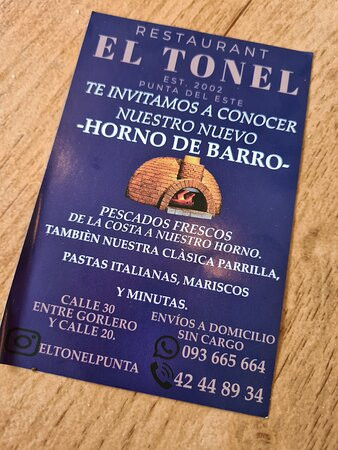 RESTAURANT
EL TONEL
EST. 2002
PUNTA DEL ESTE
TE INVITAMOS A CONOCER
NUESTRO NUEVO
-HORNO DE BARRO-
PESCADOS FRESCOS
DE LA COSTA A NUESTRO HORNO.
TAMBIÈN NUESTRA CLÀSICA PARRILLA,
PASTAS ITALIANAS, MARISCOS
Y MINUTAS.
CALLE 30
ENTRE GORLERO
Y CALLE 20.
ELTONELPUNTA
ENVÍOS A DOMICILIO
SIN CARGO
093 665 664
42 44 89 34